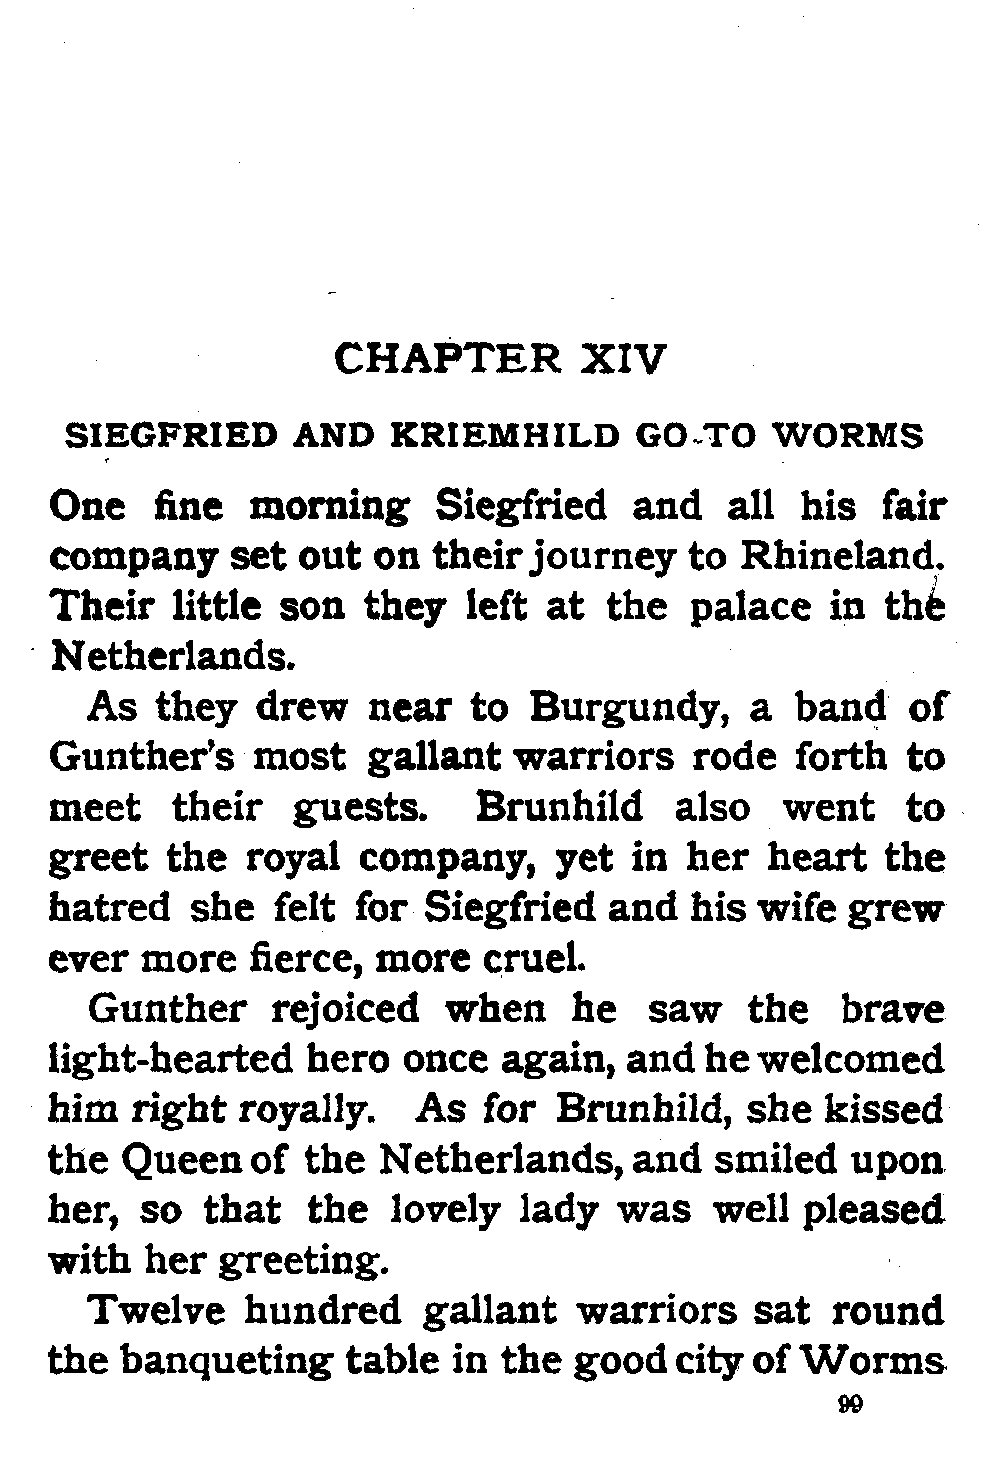 CHAPTER XIV
SIEGFRIED AND KRIEMHILD GO TO WORMS
One fine morning Siegfried and all his fair
company set out on their journey to Rhineland.
Their little son they left at the palace in the
Netherlands.
As they drew near to Burgundy, a band of
Gunther's most gallant warriors rode forth to
meet their guests. Brunhild also went to
greet the royal company, yet in her heart the
hatred she felt for Siegfried and his wife grew
ever more fierce, more cruel.
Gunther rejoiced when he saw the brave
light-hearted hero once again, and he welcomed
him right royally. As for Brunhild, she kissed
the Queen of the Netherlands, and smiled upon
her, so that the lovely lady was well pleased
with her greeting.
Twelve hundred gallant warriors sat round
the banqueting table in the good city of Worms
99